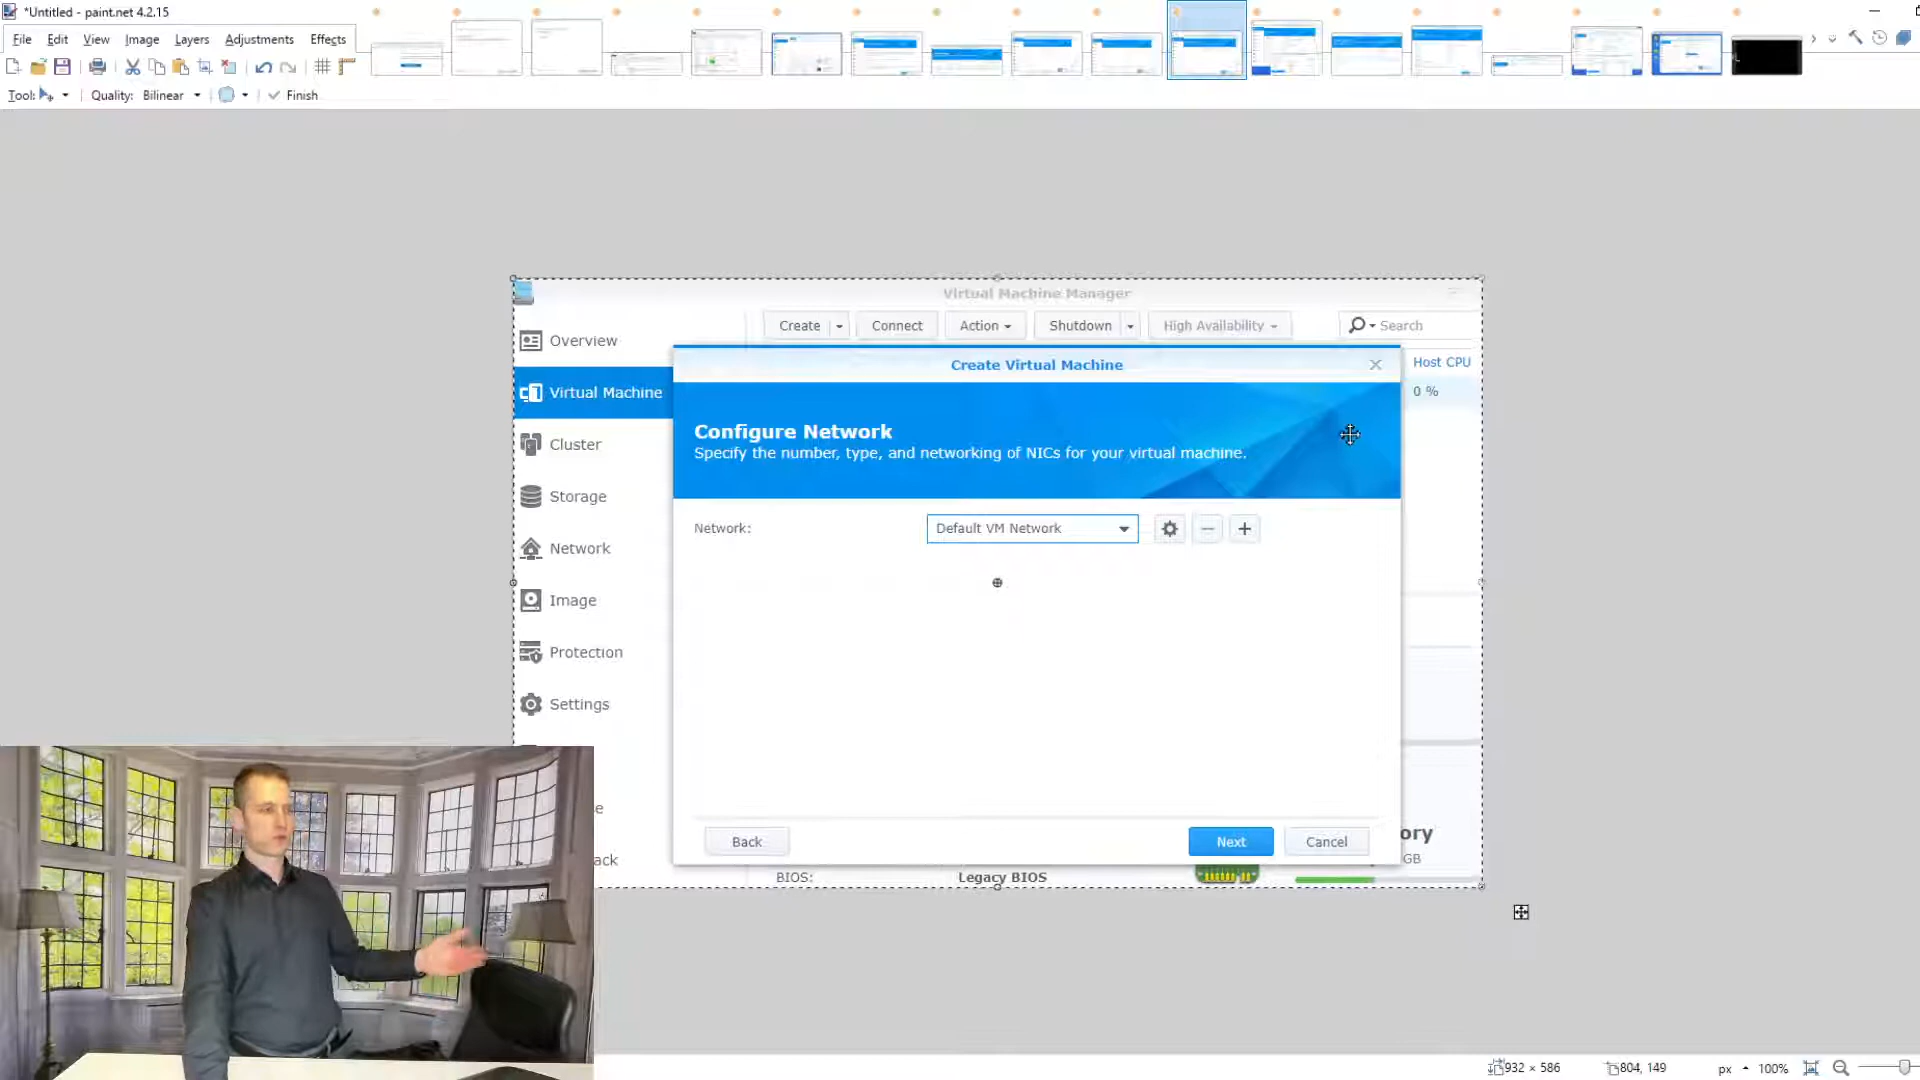 *Untitled - paint.net 4.2.15
File Edit View Image Layers Adjustments Effects
Tool: Quality: Bilinear Finish
Virtual Machine Manager
Create Connect Action Shutdown High Availability Search
Overview
Virtual Machine
Cluster
Storage
Network
Image
Protection
Settings
Host CPU
0 %
Create Virtual Machine
Configure Network
Specify the number, type, and networking of NICs for your virtual machine.
Network: Default VM Network
Back Next Cancel
ory
GB
e
ack
BIOS: Legacy BIOS
932 × 586 804, 149 px 100%